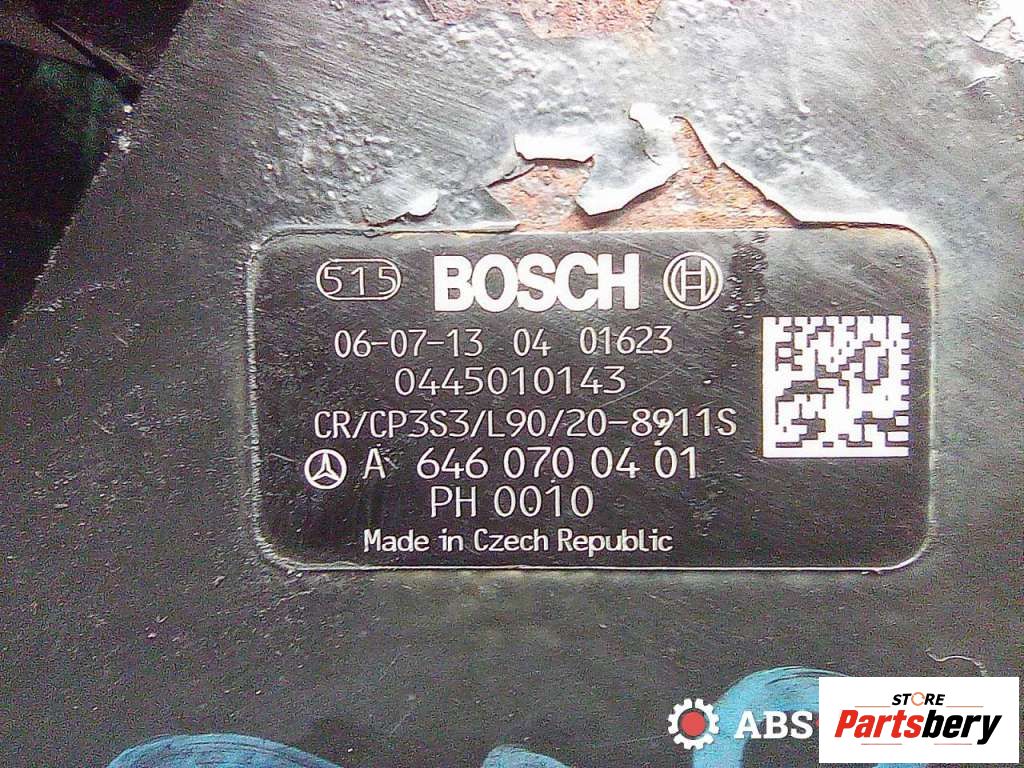 515 BOSCH
06-07-13 04 01623
0445010143
CR/CP3S3/L90/20-8911S
A 646 070 04 01
PH 0010
Made in Czech Republic
ABS
STORE
Partsbery